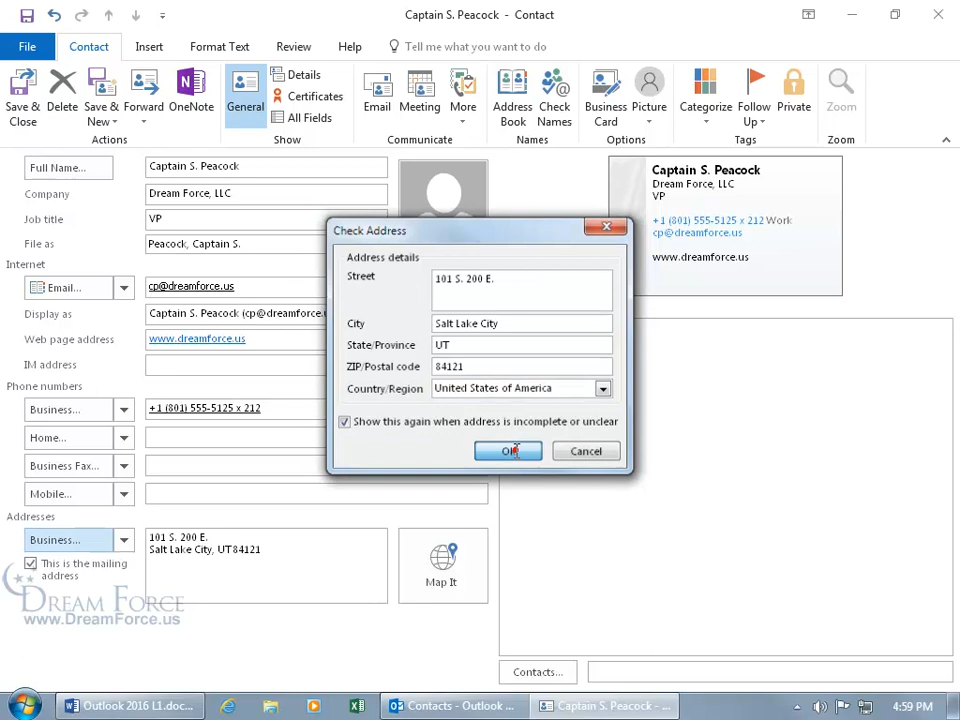 Captain S. Peacock - Contact
File
Contact
Insert
Format Text
Review
Help
Tell me what you want to do
Save & Close
Delete
Save & New
Forward
OneNote
Actions
General
Details
Certificates
All Fields
Show
Email
Meeting
More
Communicate
Address Book
Check Names
Names
Business Card
Picture
Options
Categorize
Follow Up
Private
Tags
Zoom
Zoom
Full Name...
Captain S. Peacock
Company
Dream Force, LLC
Job title
VP
File as
Peacock, Captain S.
Internet
Email...
cp@dreamforce.us
Display as
Captain S. Peacock (cp@dreamforce.
Web page address
www.dreamforce.us
IM address
Phone numbers
Business...
+1 (801) 555-5125 x 212
Home...
Business Fax...
Mobile...
Addresses
Business...
101 S. 200 E.
Salt Lake City, UT 84121
This is the mailing address
Map It
Captain S. Peacock
Dream Force, LLC
VP
+1 (801) 555-5125 x 212 Work
cp@dreamforce.us
www.dreamforce.us
Check Address
Address details
Street
101 S. 200 E.
City
Salt Lake City
State/Province
UT
ZIP/Postal code
84121
Country/Region
United States of America
Show this again when address is incomplete or unclear
OK
Cancel
Contacts...
DREAM FORCE
www.DreamForce.us
Outlook 2016 L1.doc...
Contacts - Outlook ...
Captain S. Peacock - ...
4:59 PM